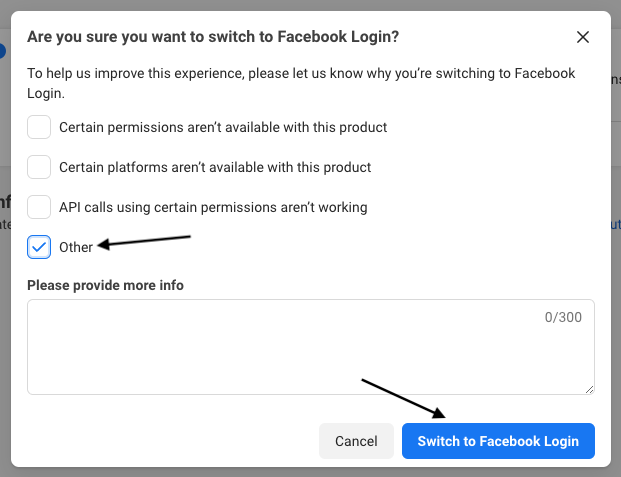 Are you sure you want to switch to Facebook Login?
To help us improve this experience, please let us know why you’re switching to Facebook
Login.
Certain permissions aren’t available with this product
Certain platforms aren’t available with this product
API calls using certain permissions aren’t working
Other
Please provide more info
0/300
Cancel
Switch to Facebook Login